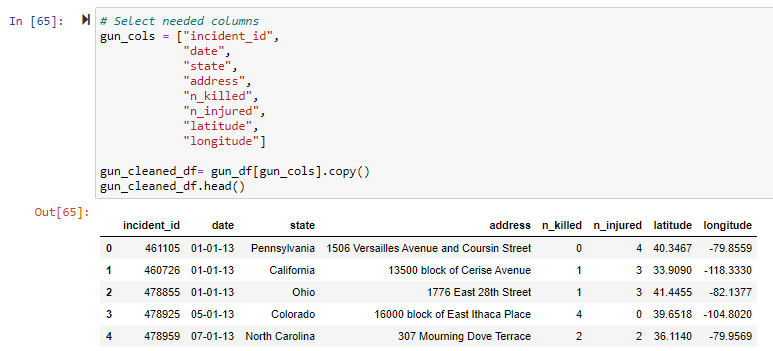 In [65]:
# Select needed columns
gun_cols = ["incident_id",
"date",
"state",
"address",
"n_killed",
"n_injured",
"latitude",
"longitude"]
gun_cleaned_df= gun_df[gun_cols].copy()
gun_cleaned_df.head()
Out[65]:
incident_id date state address n_killed n_injured latitude longitude
0 461105 01-01-13 Pennsylvania 1506 Versailles Avenue and Coursin Street 0 4 40.3467 -79.8559
1 460726 01-01-13 California 13500 block of Cerise Avenue 1 3 33.9090 -118.3330
2 478855 01-01-13 Ohio 1776 East 28th Street 1 3 41.4455 -82.1377
3 478925 05-01-13 Colorado 16000 block of East Ithaca Place 4 0 39.6518 -104.8020
4 478959 07-01-13 North Carolina 307 Mourning Dove Terrace 2 2 36.1140 -79.9569